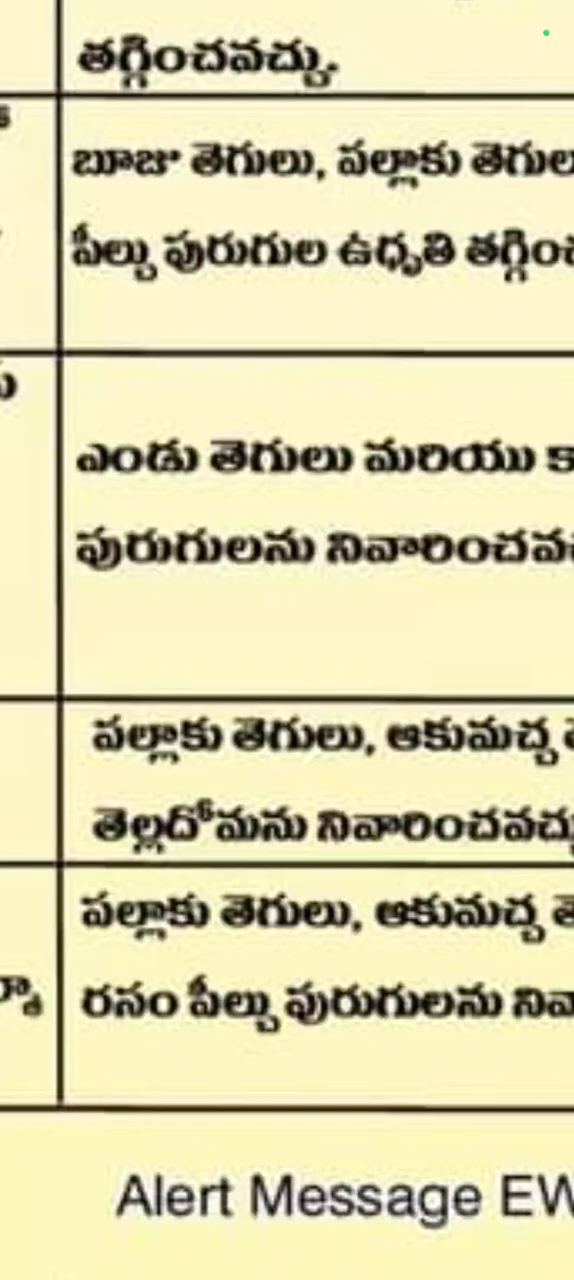 తగ్గించవచ్చు.
బూజు తెగులు, పల్లాకు తెగుల
పీల్చు పురుగుల ఉధృతి తగ్గించ
ఎండు తెగులు మరియు కా
పురుగులను నివారించవచ
పల్లాకు తెగులు, ఆకుమచ్చ తె
తెల్లదోమను నివారించవచ్చు
పల్లాకు తెగులు, ఆకుమచ్చ తె
రసం పీల్చు పురుగులను నివా
Alert Message EW